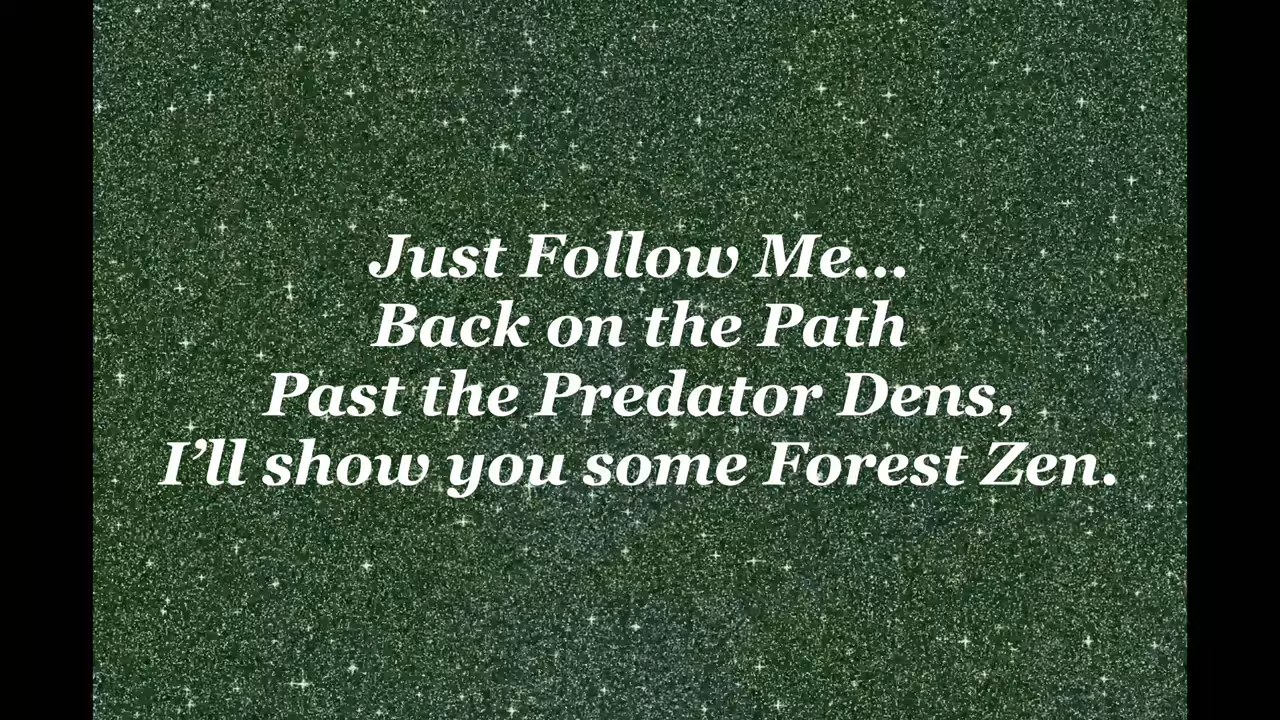 Just Follow Me...
Back on the Path
Past the Predator Dens,
I’ll show you some Forest Zen.